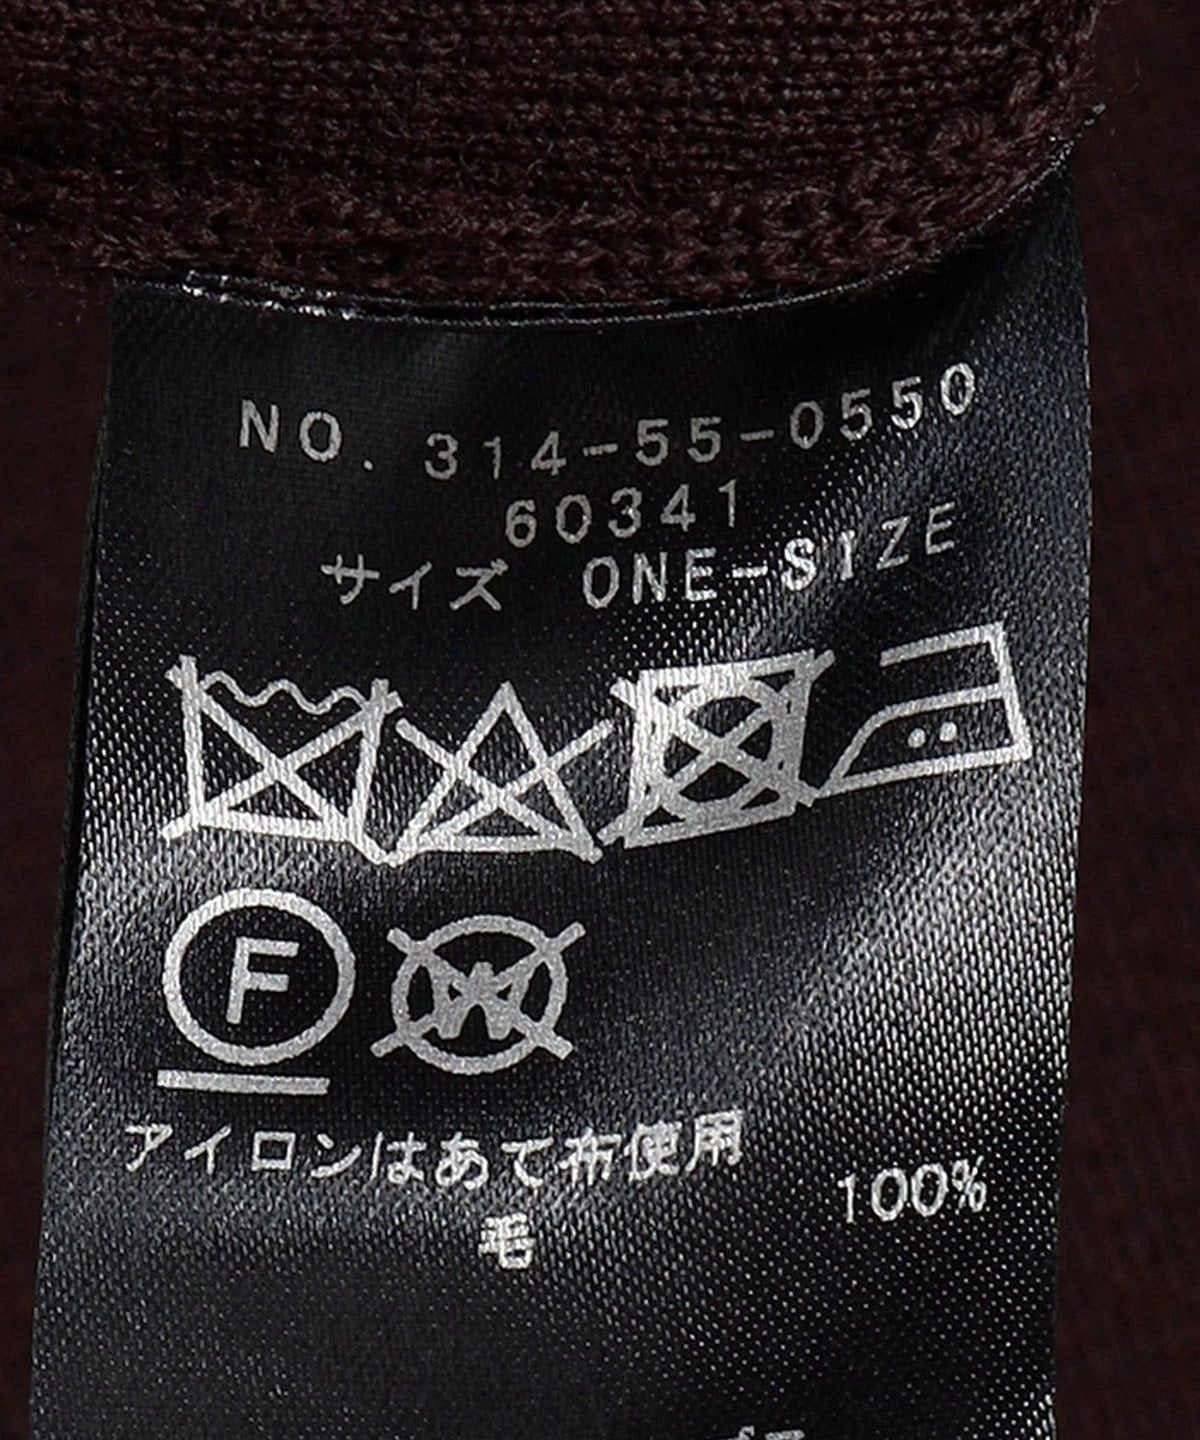 NO. 314-55-0550
60341
サイズ ONE-SIZE
F
W
アイロンはあて布使用
毛 100%